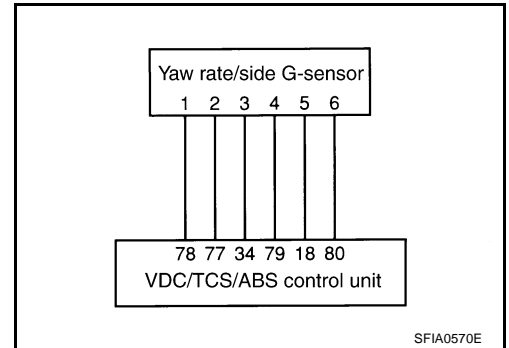 Yaw rate/side G-sensor
1 2 3 4 5 6
78 77 34 79 18 80
VDC/TCS/ABS control unit
SFIA0570E